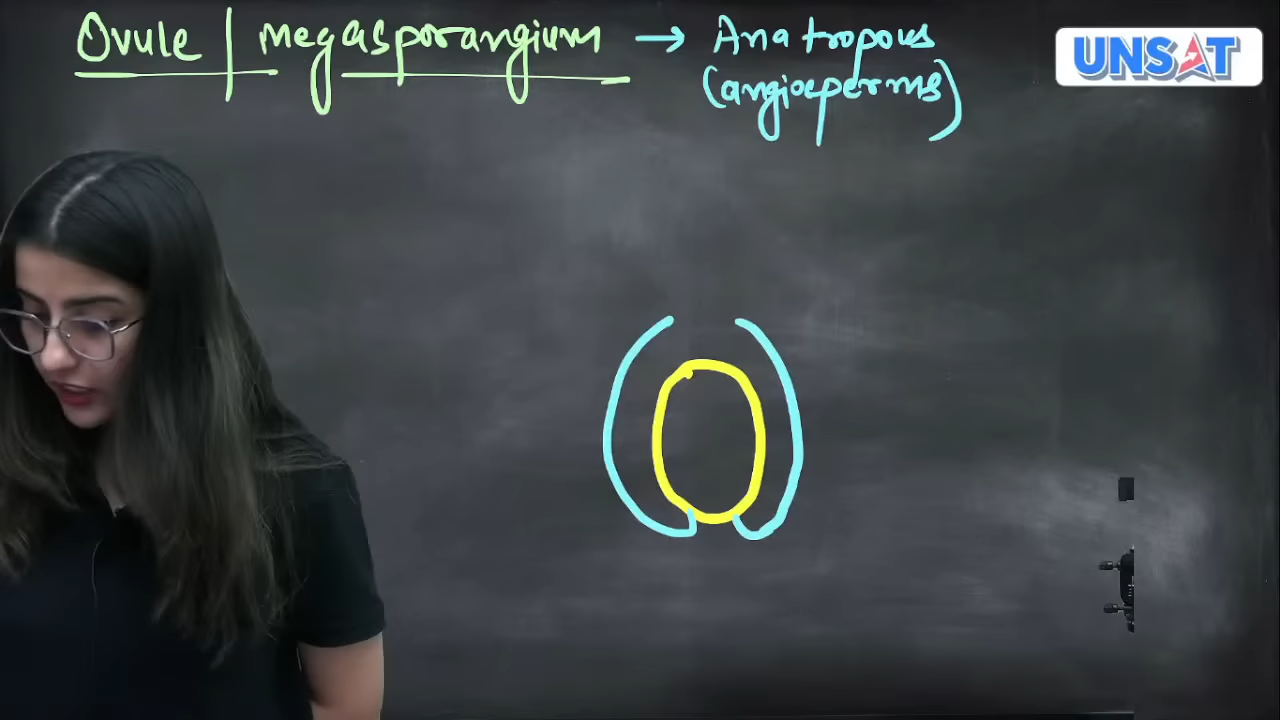 Ovule | megasporangium → Anatropous
(angiosperms)
UNSAT